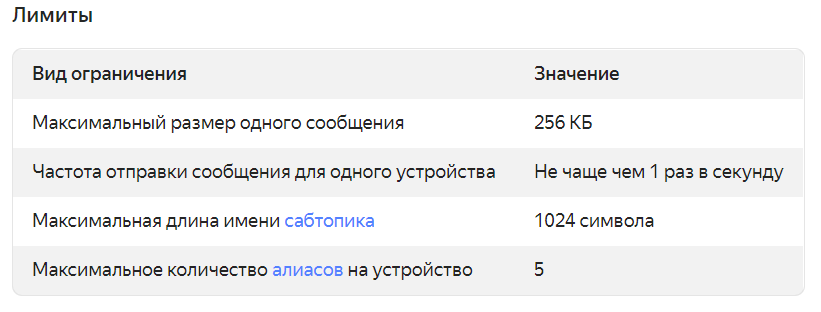 Лимиты
Вид ограничения Значение
Максимальный размер одного сообщения 256 КБ
Частота отправки сообщения для одного устройства Не чаще чем 1 раз в секунду
Максимальная длина имени сабтопика 1024 символа
Максимальное количество алиасов на устройство 5